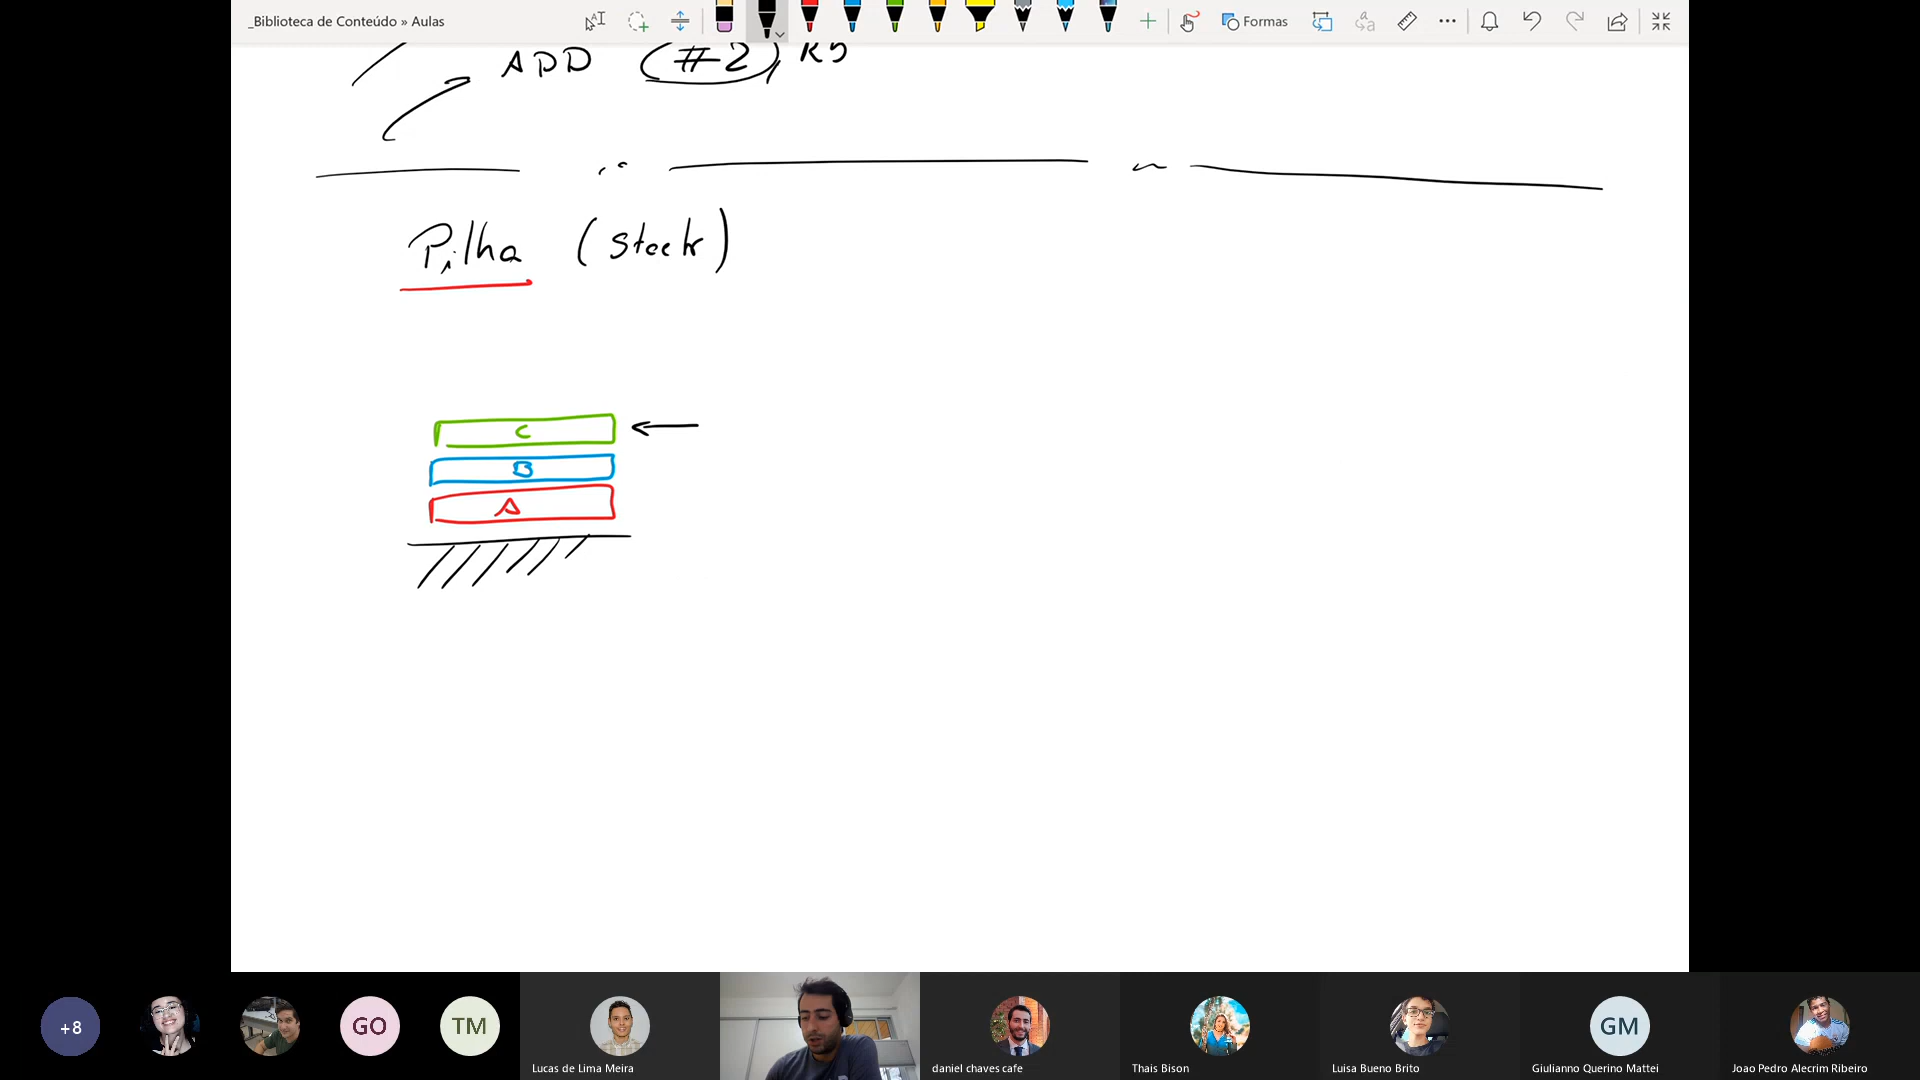 _Biblioteca de Conteúdo » Aulas
Formas
ADD (#2), R5
Pilha (Stack)
C
B
A
+8
GO
TM
GM
Lucas de Lima Meira
daniel chaves cafe
Thais Bison
Luisa Bueno Brito
Giulianno Querino Mattei
Joao Pedro Alecrim Ribeiro